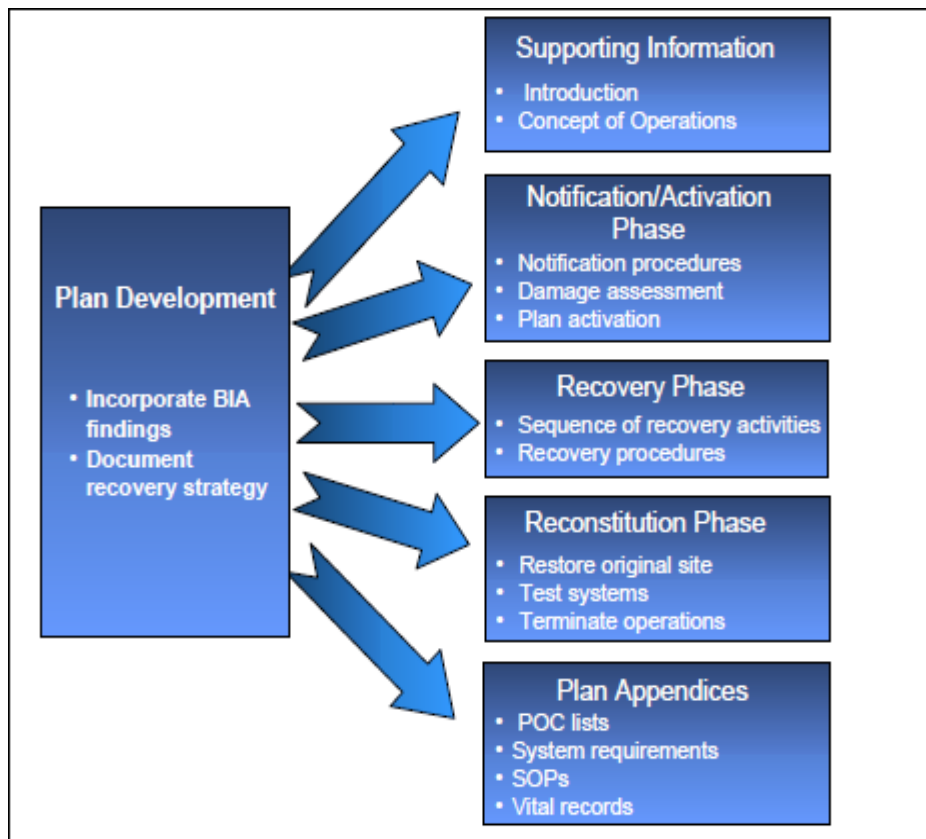 Plan Development
• Incorporate BIA
findings
• Document
recovery strategy
Supporting Information
• Introduction
• Concept of Operations
Notification/Activation
Phase
• Notification procedures
• Damage assessment
• Plan activation
Recovery Phase
• Sequence of recovery activities
• Recovery procedures
Reconstitution Phase
• Restore original site
• Test systems
• Terminate operations
Plan Appendices
• POC lists
• System requirements
• SOPs
• Vital records